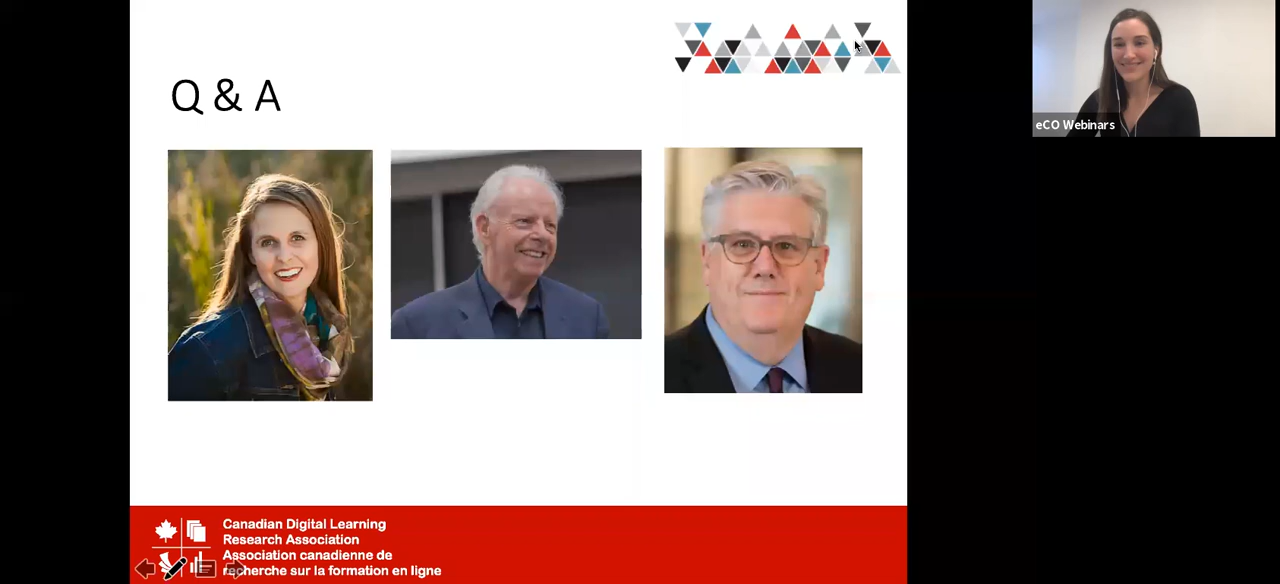 Q & A
eCO Webinars
Canadian Digital Learning
Research Association
Association canadienne de
recherche sur la formation en ligne